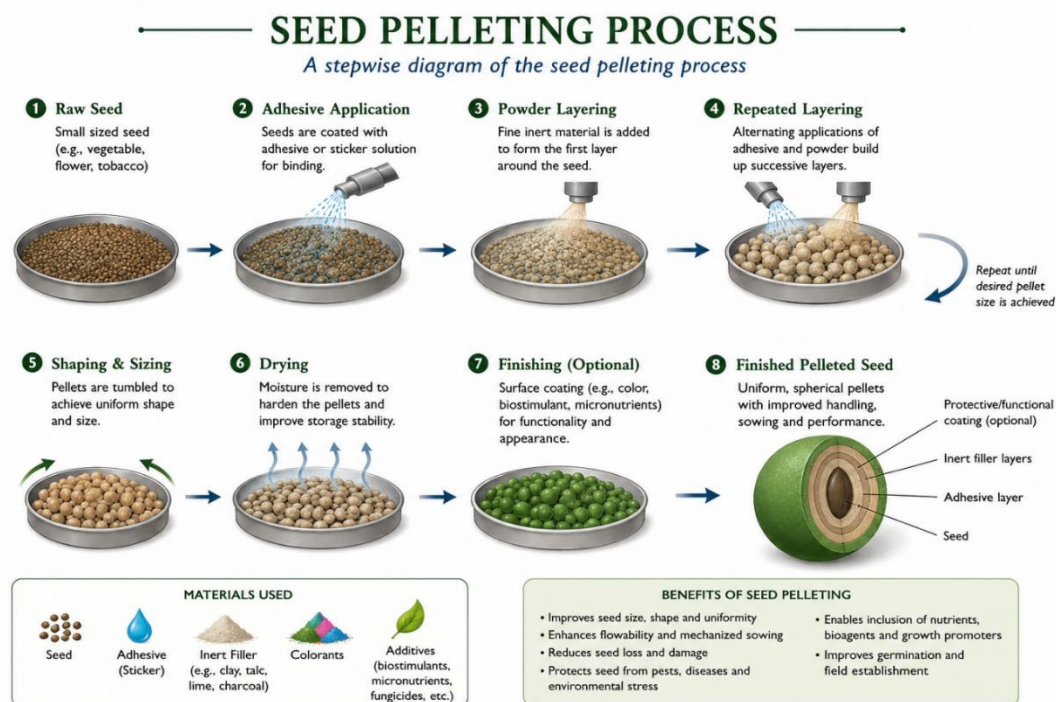 SEED PELLETING PROCESS
A stepwise diagram of the seed pelleting process
1 Raw Seed
Small sized seed
(e.g., vegetable,
flower, tobacco)
2 Adhesive Application
Seeds are coated with
adhesive or sticker solution
for binding.
3 Powder Layering
Fine inert material is added
to form the first layer
around the seed.
4 Repeated Layering
Alternating applications of
adhesive and powder build
up successive layers.
Repeat until
desired pellet
size is achieved
5 Shaping & Sizing
Pellets are tumbled to
achieve uniform shape
and size.
6 Drying
Moisture is removed to
harden the pellets and
improve storage stability.
7 Finishing (Optional)
Surface coating (e.g., color,
biostimulant, micronutrients)
for functionality and
appearance.
8 Finished Pelleted Seed
Uniform, spherical pellets
with improved handling,
sowing and performance.
Protective/functional
coating (optional)
Inert filler layers
Adhesive layer
Seed
MATERIALS USED
Seed
Adhesive
(Sticker)
Inert Filler
(e.g., clay, talc,
lime, charcoal)
Colorants
Additives
(biostimulants,
micronutrients,
fungicides, etc.)
BENEFITS OF SEED PELLETING
• Improves seed size, shape and uniformity
• Enhances flowability and mechanized sowing
• Reduces seed loss and damage
• Protects seed from pests, diseases and
environmental stress
• Enables inclusion of nutrients,
bioagents and growth promoters
• Improves germination and
field establishment